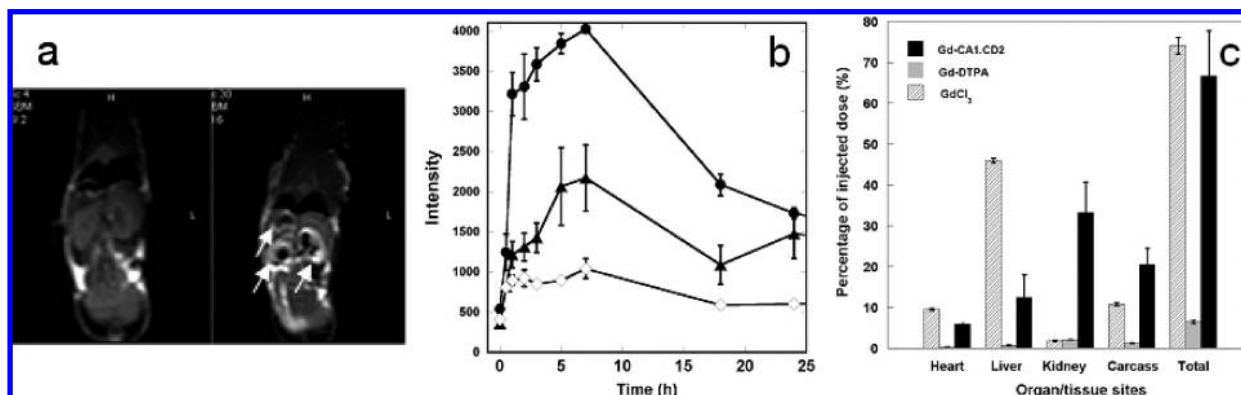 a
H
H
L
L
b
4000
3500
3000
2500
2000
1500
1000
500
0
Intensity
0
5
10
15
20
25
Time (h)
c
80
70
60
50
40
30
20
10
0
Percentage of injected dose (%)
Gd-CA1.CD2
Gd-DTPA
GdCl3
Heart Liver Kidney Carcass Total
Organ/tissue sites